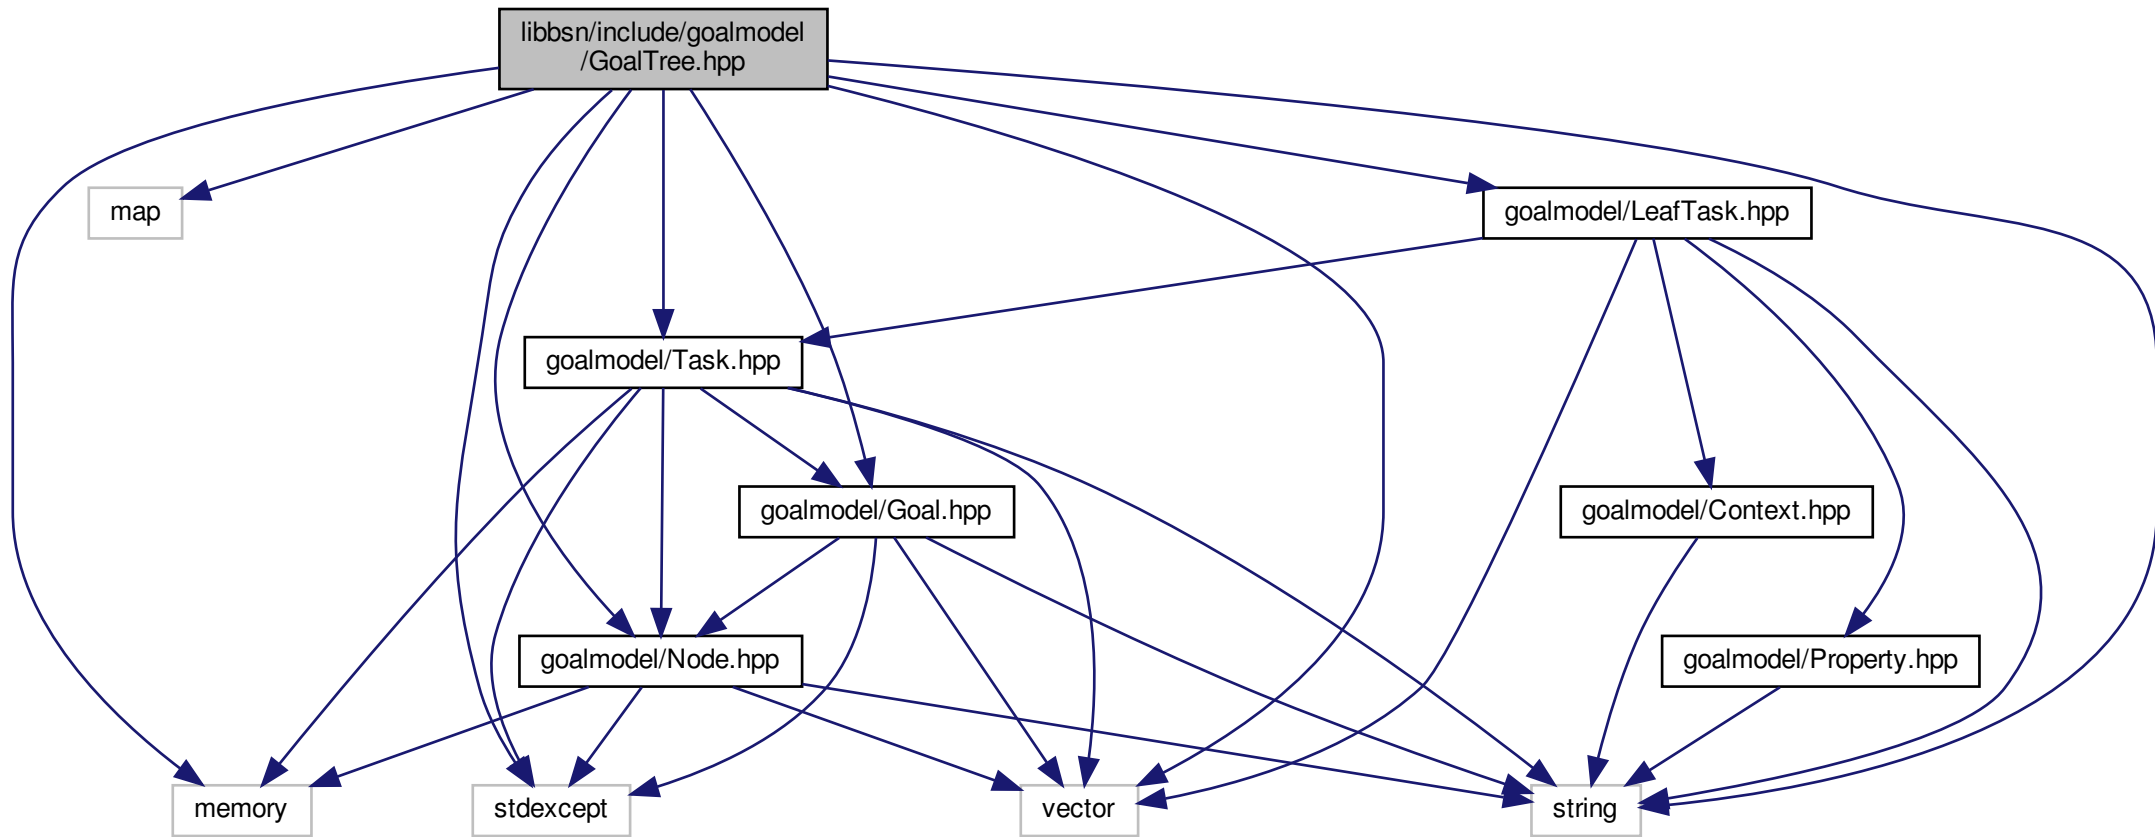 libbsn/include/goalmodel
/GoalTree.hpp
map
goalmodel/LeafTask.hpp
goalmodel/Task.hpp
goalmodel/Goal.hpp
goalmodel/Context.hpp
goalmodel/Node.hpp
goalmodel/Property.hpp
memory
stdexcept
vector
string